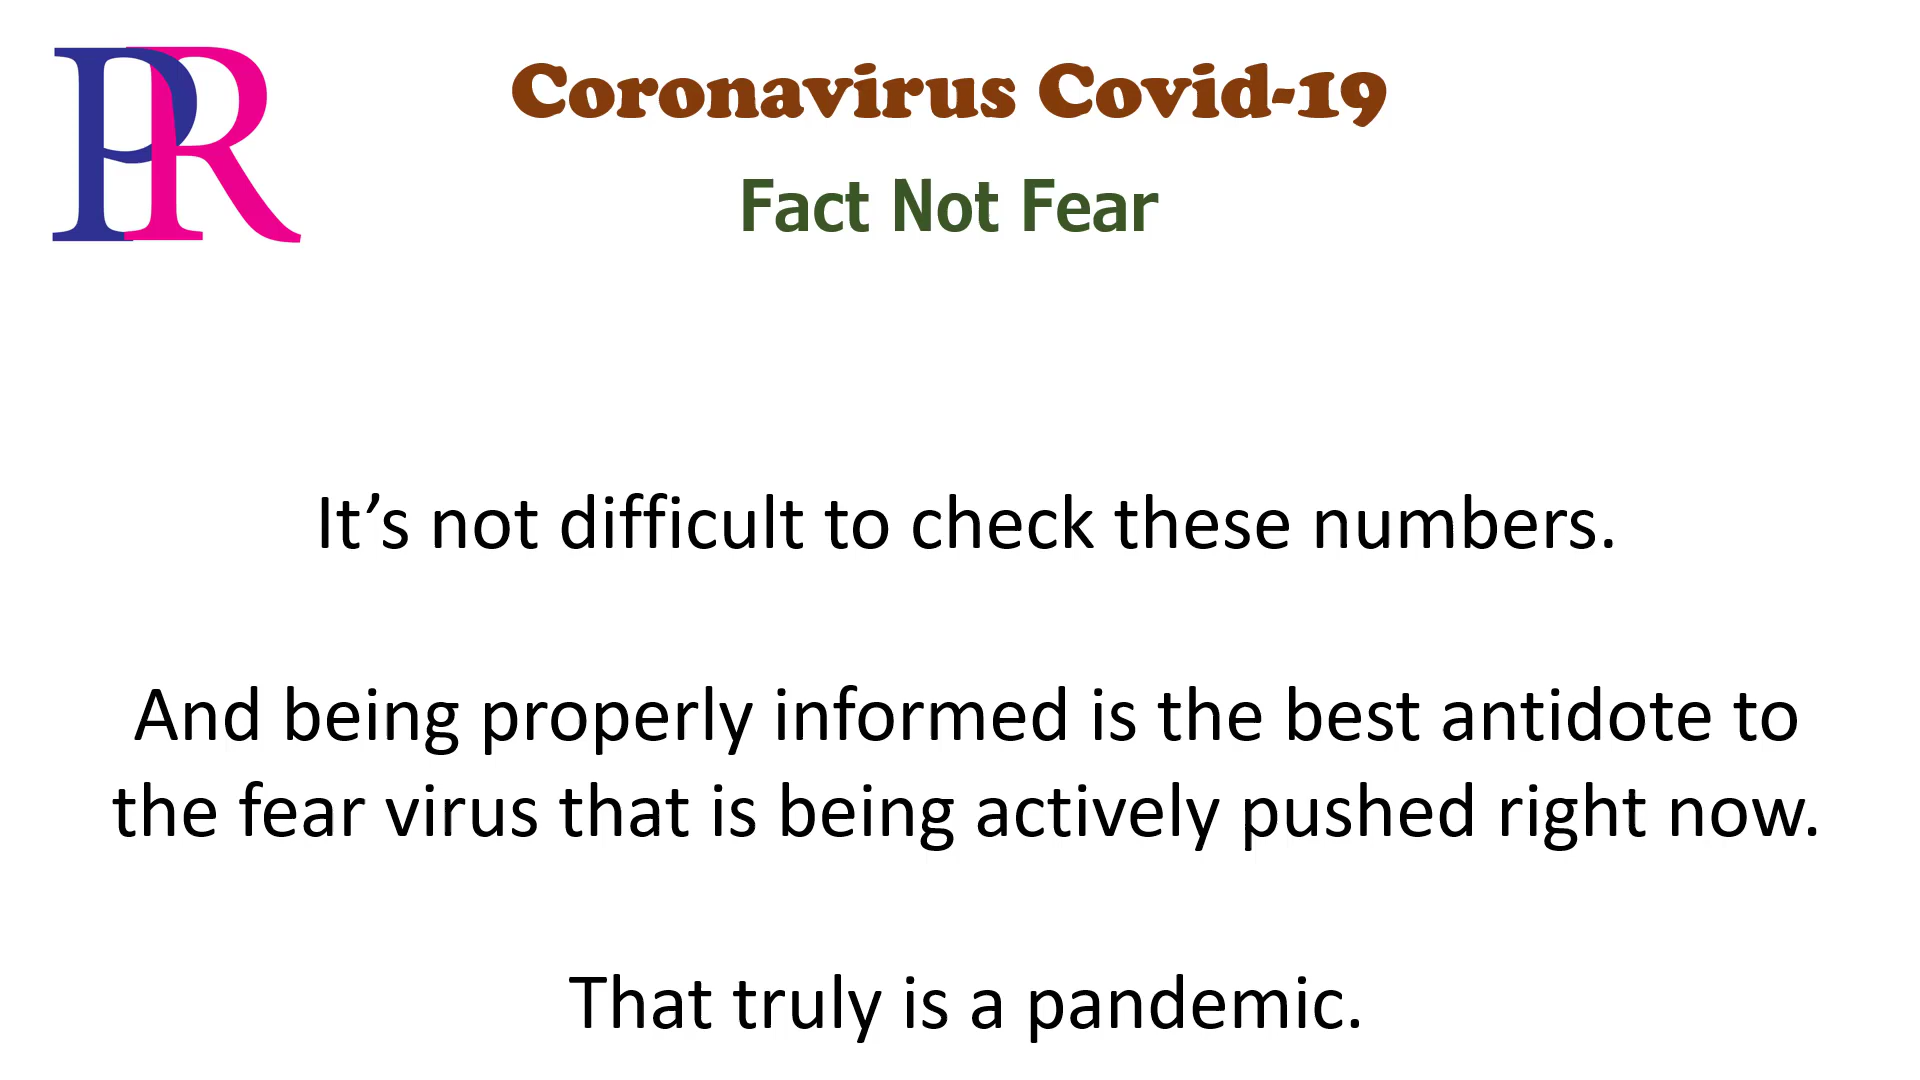 PR
Coronavirus Covid-19
Fact Not Fear
It’s not difficult to check these numbers.
And being properly informed is the best antidote to
the fear virus that is being actively pushed right now.
That truly is a pandemic.